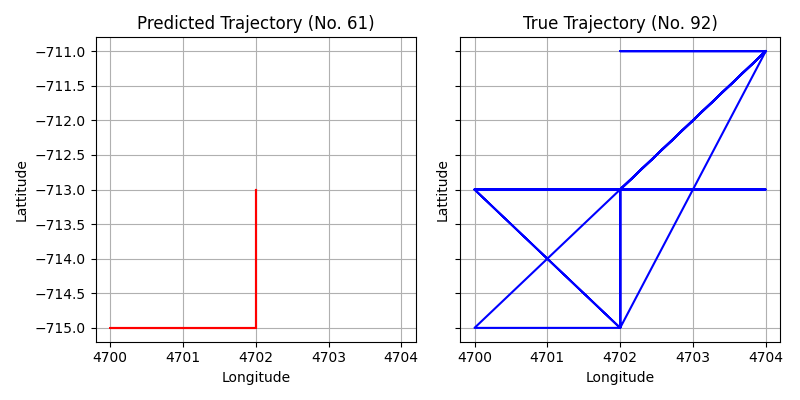 Predicted Trajectory (No. 61)
−711.0
−711.5
−712.0
−712.5
−713.0
−713.5
−714.0
−714.5
−715.0
Lattitude
4700 4701 4702 4703 4704
Longitude
True Trajectory (No. 92)
Lattitude
4700 4701 4702 4703 4704
Longitude